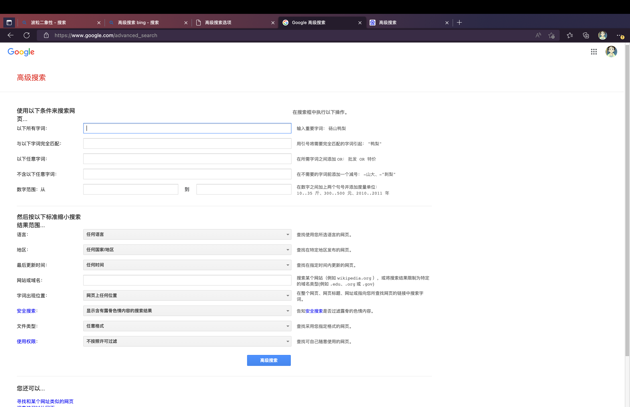 波粒二象性 - 搜索
高级搜索 bing - 搜索
高级搜索选项
Google 高级搜索
高级搜索
https://www.google.com/advanced_search
Google
高级搜索
使用以下条件来搜索网页...
在搜索框中执行以下操作。
以下所有字词：
输入重要字词： 砀山鸭梨
与以下字词完全匹配：
用引号将需要完全匹配的字词引起： "鸭梨"
以下任意字词：
在所需字词之间添加 OR： 批发 OR 特价
不含以下任意字词：
在不需要的字词前添加一个减号： -山大、-"刺梨"
数字范围：从
到
在数字之间加上两个句号并添加度量单位：
10..20 斤、300..500 元、2010..2011 年
然后按以下标准缩小搜索结果范围...
语言：
任何语言
查找使用您所选语言的网页。
地区：
任何国家/地区
查找在特定地区发布的网页。
最后更新时间：
任何时间
查找在指定时间内更新的网页。
网站或域名：
搜索某个网站（例如 wikipedia.org ），或将搜索结果限制为特定
的域名类型(例如 .edu、.org 或 .gov)
字词出现位置：
网页上任何位置
在整个网页、网页标题、网址或指向您所查找网页的链接中搜索字
词。
安全搜索：
显示含有露骨色情内容的搜索结果
告知安全搜索是否过滤露骨的色情内容。
文件类型：
任意格式
查找采用您指定格式的网页。
使用权限：
不按照许可过滤
查找可自己随意使用的网页。
高级搜索
您还可以...
寻找和某个网址类似的网页